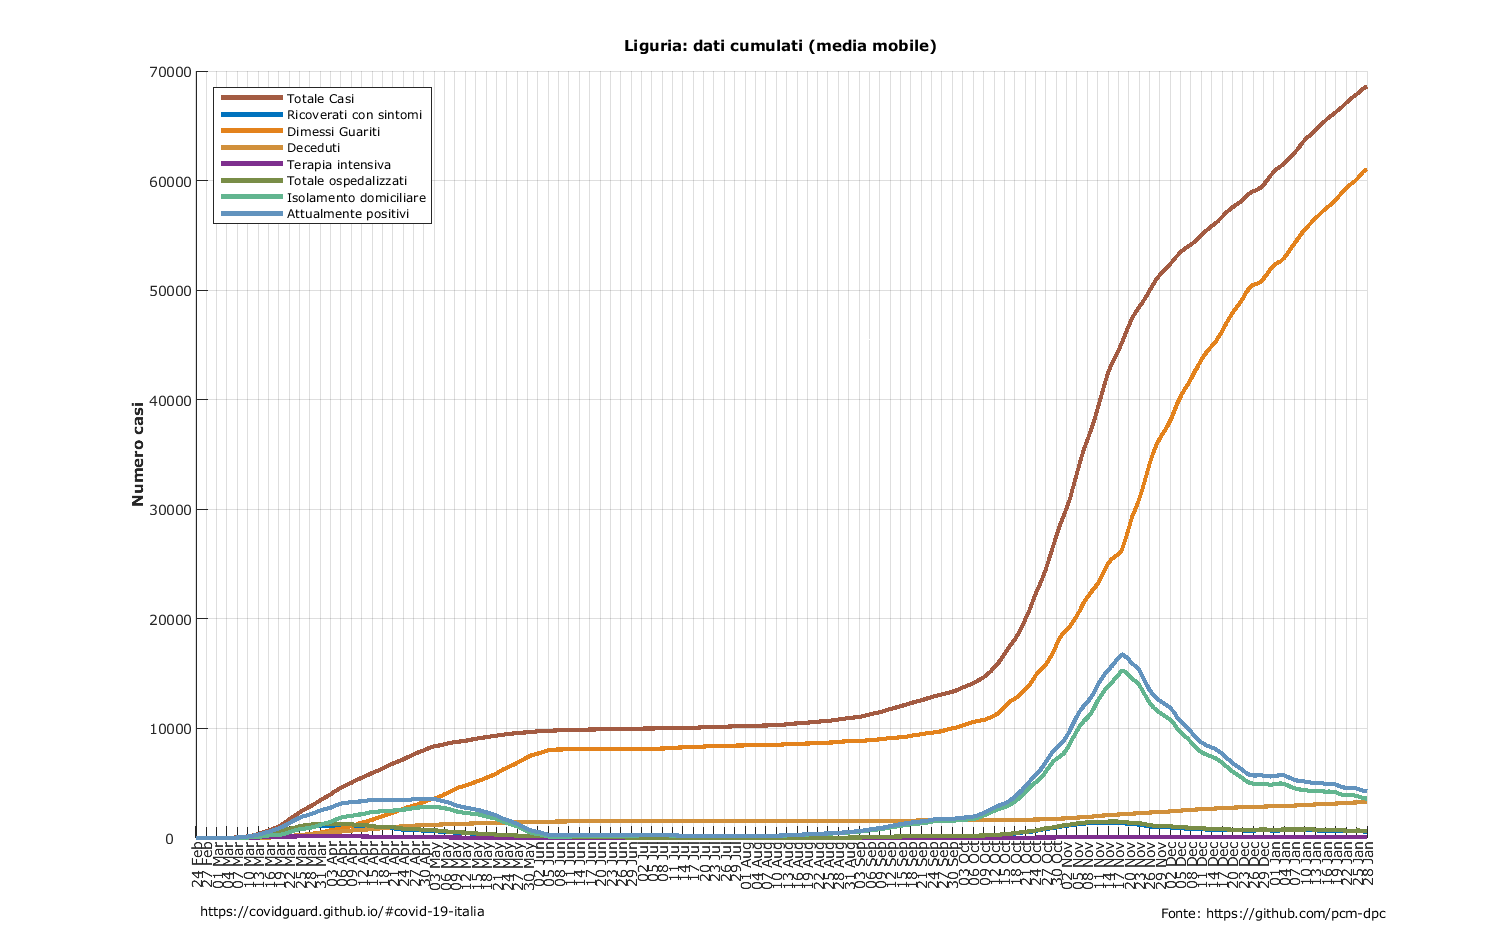 Liguria: dati cumulati (media mobile)
70000
60000
50000
40000
30000
20000
10000
0
Numero casi
Totale Casi
Ricoverati con sintomi
Dimessi Guariti
Deceduti
Terapia intensiva
Totale ospedalizzati
Isolamento domiciliare
Attualmente positivi
24 Feb
27 Feb
01 Mar
04 Mar
07 Mar
10 Mar
13 Mar
16 Mar
19 Mar
22 Mar
25 Mar
28 Mar
31 Mar
03 Apr
06 Apr
09 Apr
12 Apr
15 Apr
18 Apr
21 Apr
24 Apr
27 Apr
30 Apr
03 May
06 May
09 May
12 May
15 May
18 May
21 May
24 May
27 May
30 May
02 Jun
05 Jun
08 Jun
11 Jun
14 Jun
17 Jun
20 Jun
23 Jun
26 Jun
29 Jun
02 Jul
05 Jul
08 Jul
11 Jul
14 Jul
17 Jul
20 Jul
23 Jul
26 Jul
29 Jul
01 Aug
04 Aug
07 Aug
10 Aug
13 Aug
16 Aug
19 Aug
22 Aug
25 Aug
28 Aug
31 Aug
03 Sep
06 Sep
09 Sep
12 Sep
15 Sep
18 Sep
21 Sep
24 Sep
27 Sep
30 Sep
03 Oct
06 Oct
09 Oct
12 Oct
15 Oct
18 Oct
21 Oct
24 Oct
27 Oct
30 Oct
02 Nov
05 Nov
08 Nov
11 Nov
14 Nov
17 Nov
20 Nov
23 Nov
26 Nov
29 Nov
02 Dec
05 Dec
08 Dec
11 Dec
14 Dec
17 Dec
20 Dec
23 Dec
26 Dec
29 Dec
01 Jan
04 Jan
07 Jan
10 Jan
13 Jan
16 Jan
19 Jan
22 Jan
25 Jan
28 Jan
https://covidguard.github.io/#covid-19-italia
Fonte: https://github.com/pcm-dpc